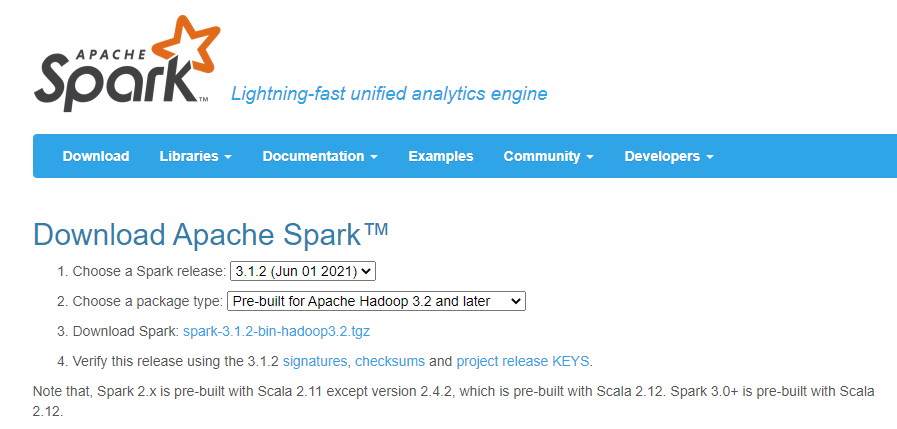 APACHE
Spark™
Lightning-fast unified analytics engine
Download Libraries Documentation Examples Community Developers
Download Apache Spark™
1. Choose a Spark release: 3.1.2 (Jun 01 2021)
2. Choose a package type: Pre-built for Apache Hadoop 3.2 and later
3. Download Spark: spark-3.1.2-bin-hadoop3.2.tgz
4. Verify this release using the 3.1.2 signatures, checksums and project release KEYS.
Note that, Spark 2.x is pre-built with Scala 2.11 except version 2.4.2, which is pre-built with Scala 2.12. Spark 3.0+ is pre-built with Scala
2.12.